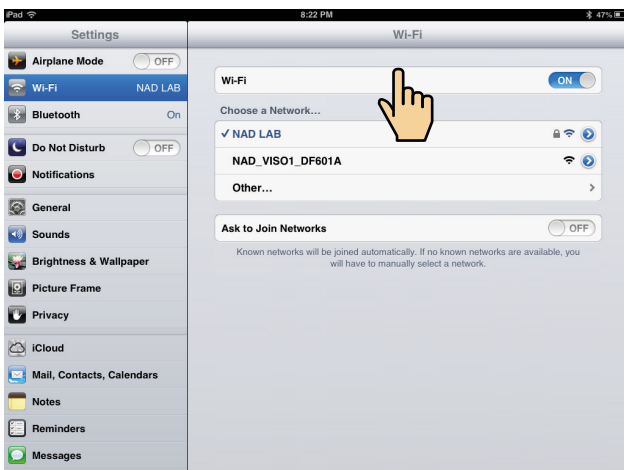 iPad 8:22 PM 47%
Settings
Wi-Fi
Airplane Mode OFF
Wi-Fi NAD LAB
Bluetooth On
Do Not Disturb OFF
Notifications
General
Sounds
Brightness & Wallpaper
Picture Frame
Privacy
iCloud
Mail, Contacts, Calendars
Notes
Reminders
Messages
Wi-Fi ON
Choose a Network...
✓ NAD LAB
NAD_VISO1_DF601A
Other...
Ask to Join Networks OFF
Known networks will be joined automatically. If no known networks are available, you
will have to manually select a network.